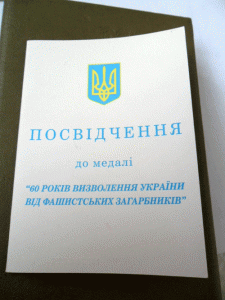 ПОСВІДЧЕННЯ
до медалі
"60 РОКІВ ВИЗВОЛЕННЯ УКРАЇНИ
ВІД ФАШИСТСЬКИХ ЗАГАРБНИКІВ"